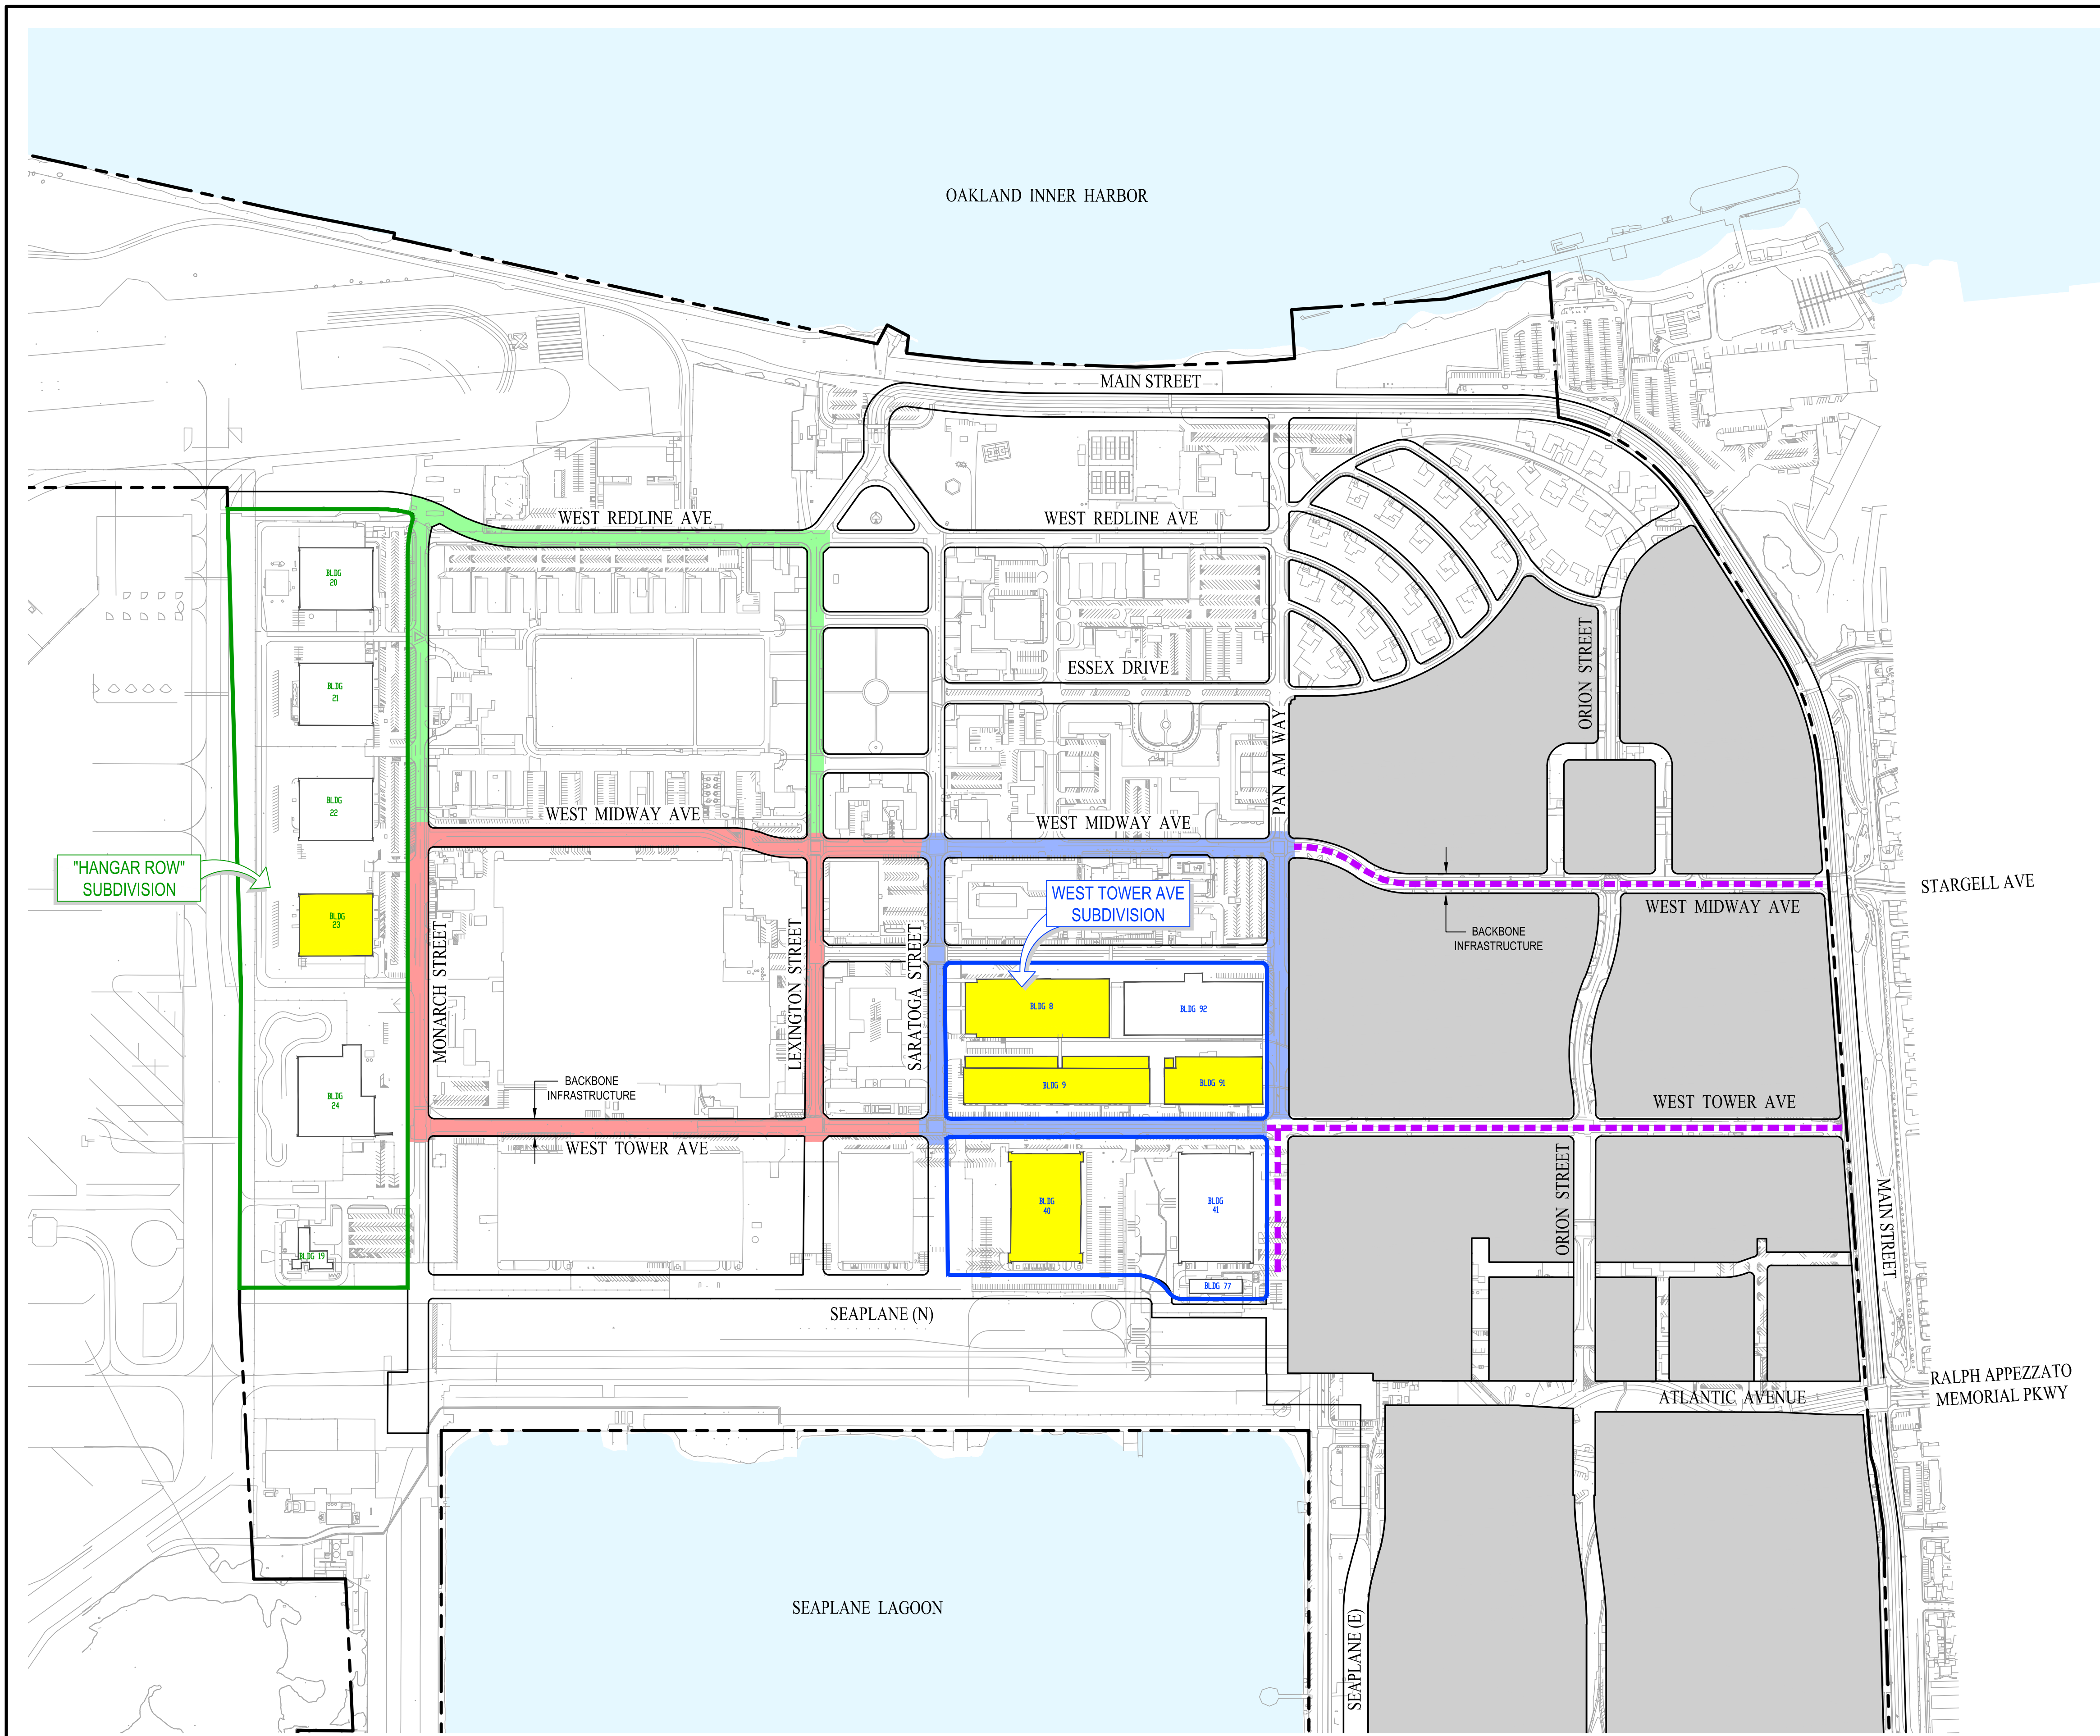 OAKLAND INNER HARBOR
MAIN STREET
WEST REDLINE AVE
WEST REDLINE AVE
BLDG
20
BLDG
21
ESSEX DRIVE
ORION STREET
PAN AM WAY
BLDG
22
WEST MIDWAY AVE
WEST MIDWAY AVE
"HANGAR ROW"
SUBDIVISION
STARGELL AVE
WEST TOWER AVE
SUBDIVISION
WEST MIDWAY AVE
BLDG
23
BACKBONE
INFRASTRUCTURE
MONARCH STREET
LEXINGTON STREET
SARATOGA STREET
BLDG 8
BLDG 92
BACKBONE
INFRASTRUCTURE
BLDG 9
BLDG 91
BLDG
24
WEST TOWER AVE
WEST TOWER AVE
BLDG
40
BLDG
41
ORION STREET
MAIN STREET
BLDG 19
BLDG 77
SEAPLANE (N)
RALPH APPEZZATO
MEMORIAL PKWY
ATLANTIC AVENUE
SEAPLANE LAGOON
SEAPLANE (E)